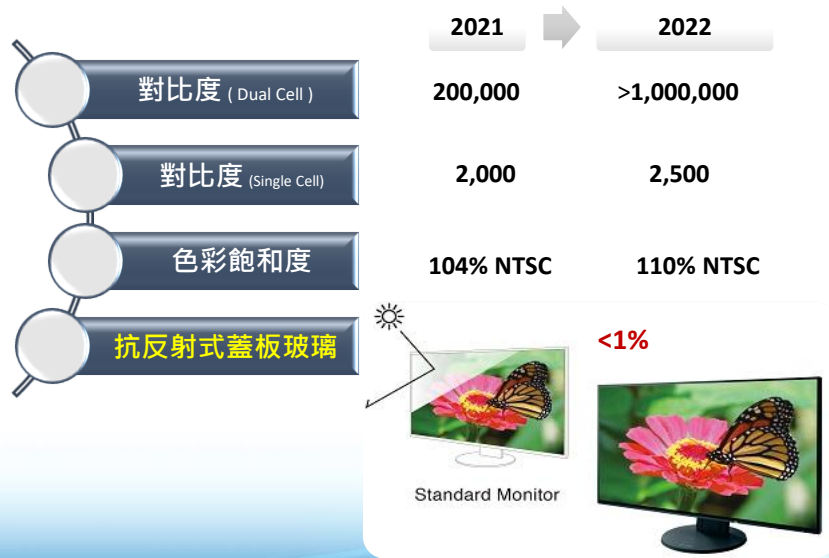 2021 2022
對比度 ( Dual Cell ) 200,000 >1,000,000
對比度 (Single Cell) 2,000 2,500
色彩飽和度 104% NTSC 110% NTSC
抗反射式蓋板玻璃 <1%
Standard Monitor